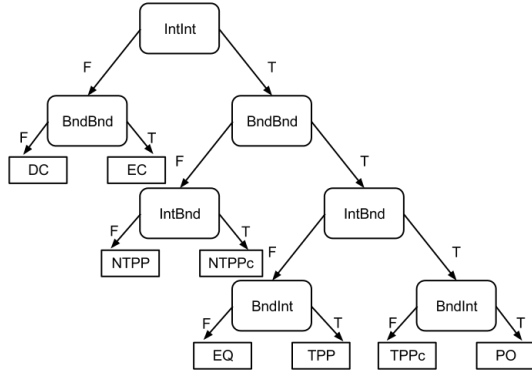 IntInt
F T
BndBnd BndBnd
F T F T
DC EC IntBnd IntBnd
F T F T
NTPP NTPPc BndInt BndInt
F T F T
EQ TPP TPPc PO